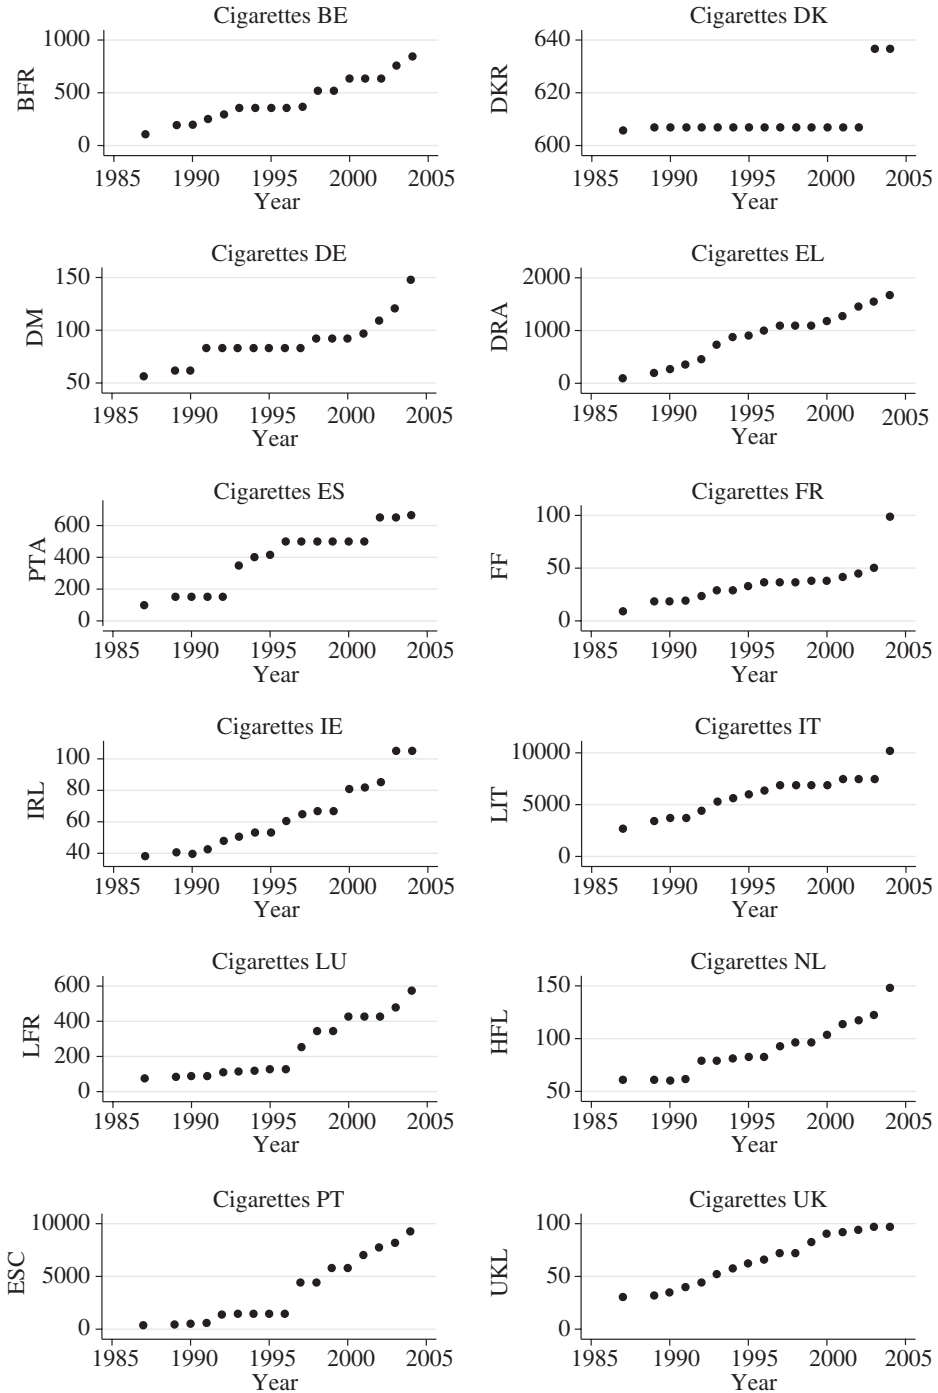 Cigarettes BE
1000
500
0
BFR
1985 1990 1995 2000 2005
Year
Cigarettes DK
640
620
600
DKR
1985 1990 1995 2000 2005
Year
Cigarettes DE
150
100
50
DM
1985 1990 1995 2000 2005
Year
Cigarettes EL
2000
1000
0
DRA
1985 1990 1995 2000 2005
Year
Cigarettes ES
600
400
200
0
PTA
1985 1990 1995 2000 2005
Year
Cigarettes FR
100
50
0
FF
1985 1990 1995 2000 2005
Year
Cigarettes IE
100
80
60
40
IRL
1985 1990 1995 2000 2005
Year
Cigarettes IT
10000
5000
0
LIT
1985 1990 1995 2000 2005
Year
Cigarettes LU
600
400
200
0
LFR
1985 1990 1995 2000 2005
Year
Cigarettes NL
150
100
50
HFL
1985 1990 1995 2000 2005
Year
Cigarettes PT
10000
5000
0
ESC
1985 1990 1995 2000 2005
Year
Cigarettes UK
100
50
0
UKL
1985 1990 1995 2000 2005
Year